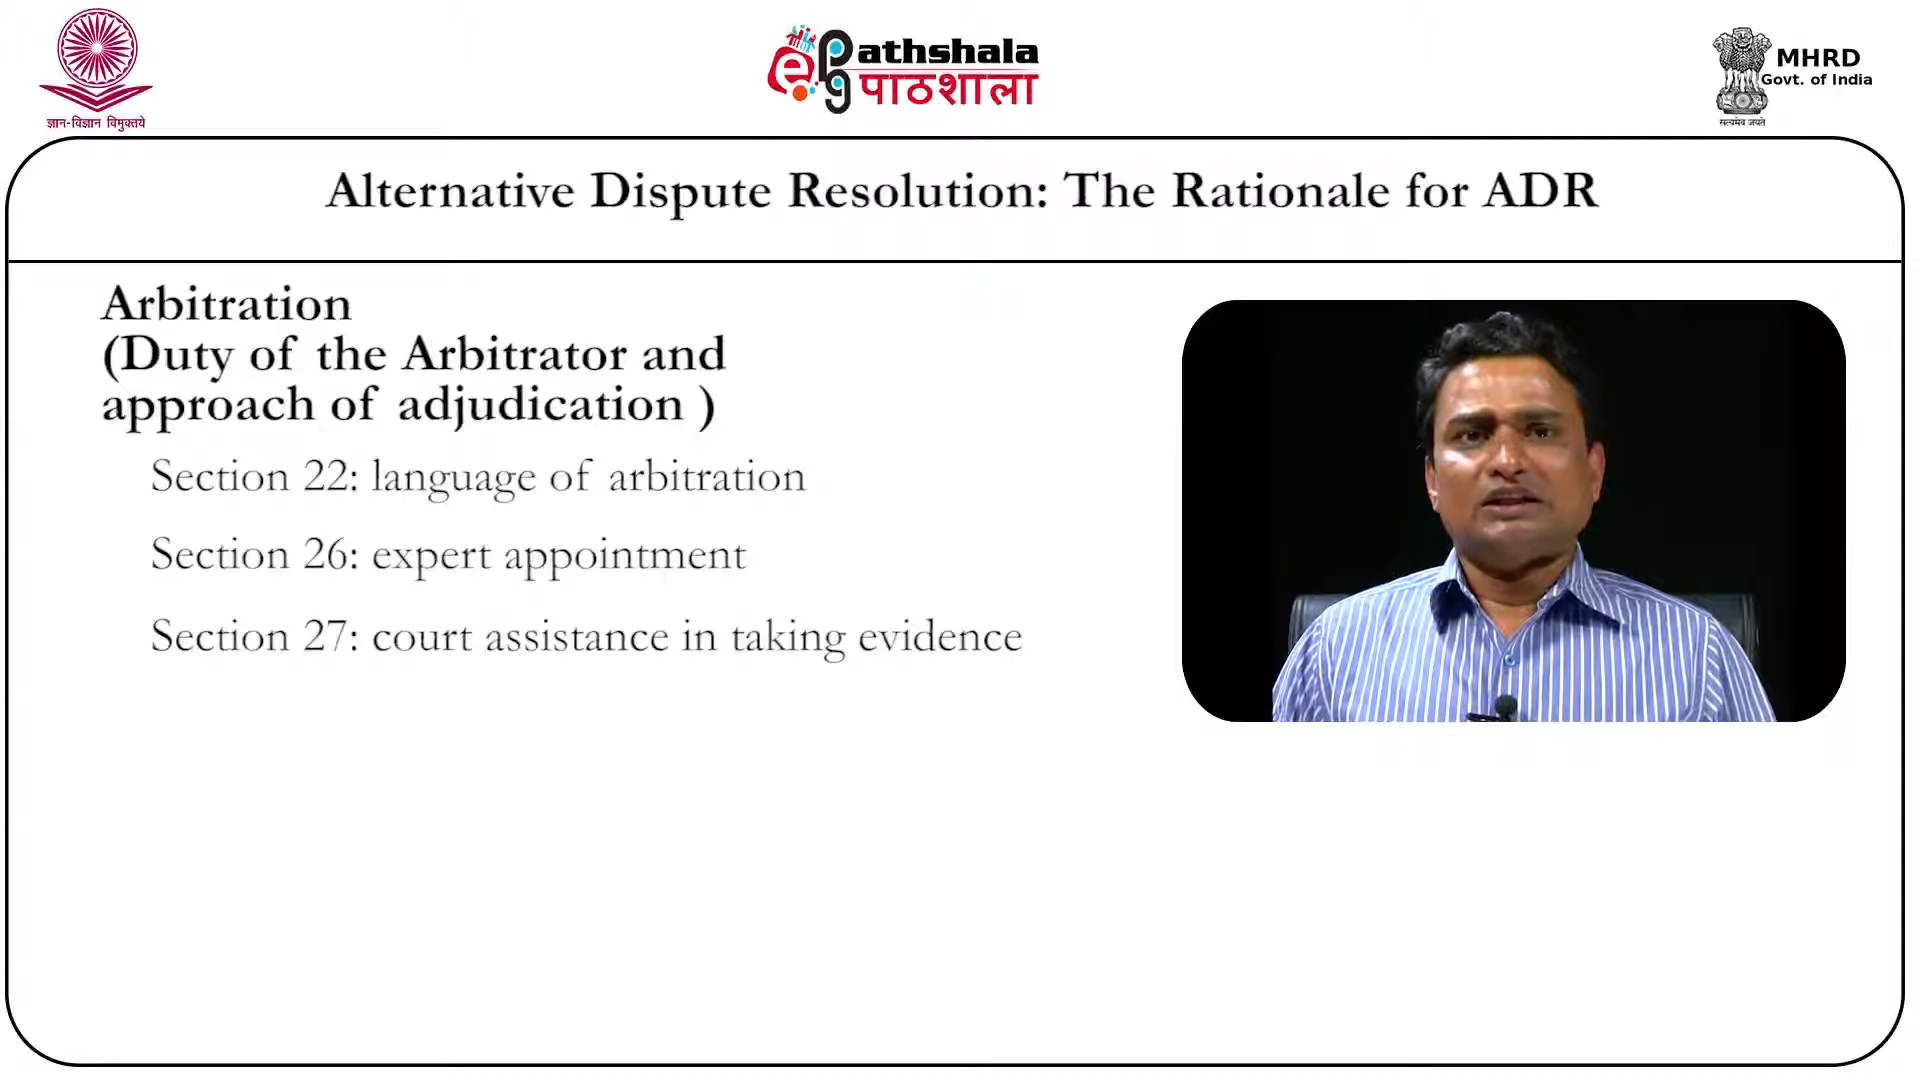 ज्ञान-विज्ञान विमुक्तये
ePGathshala
पाठशाला
MHRD
Govt. of India
सत्यमेव जयते
Alternative Dispute Resolution: The Rationale for ADR
Arbitration
(Duty of the Arbitrator and
approach of adjudication )
Section 22: language of arbitration
Section 26: expert appointment
Section 27: court assistance in taking evidence